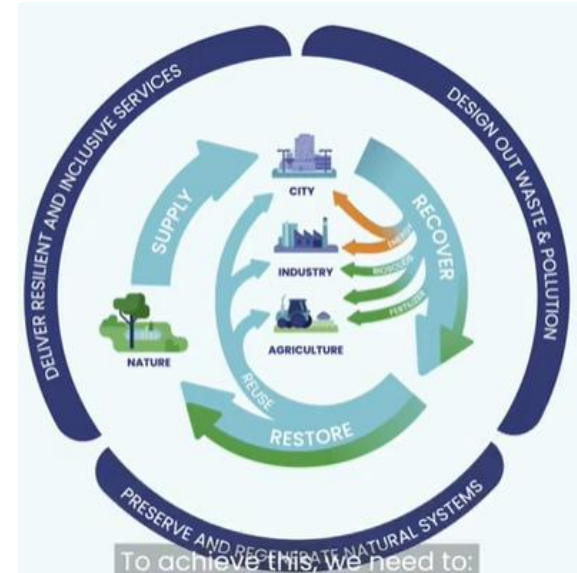 DELIVER RESILIENT AND INCLUSIVE SERVICES
DESIGN OUT WASTE & POLLUTION
SUPPLY
CITY
RECOVER
ENERGY
INDUSTRY
BIOSOLIDS
FERTILIZER
AGRICULTURE
NATURE
REUSE
RESTORE
PRESERVE AND REGENERATE NATURAL SYSTEMS
To achieve this, we need to: